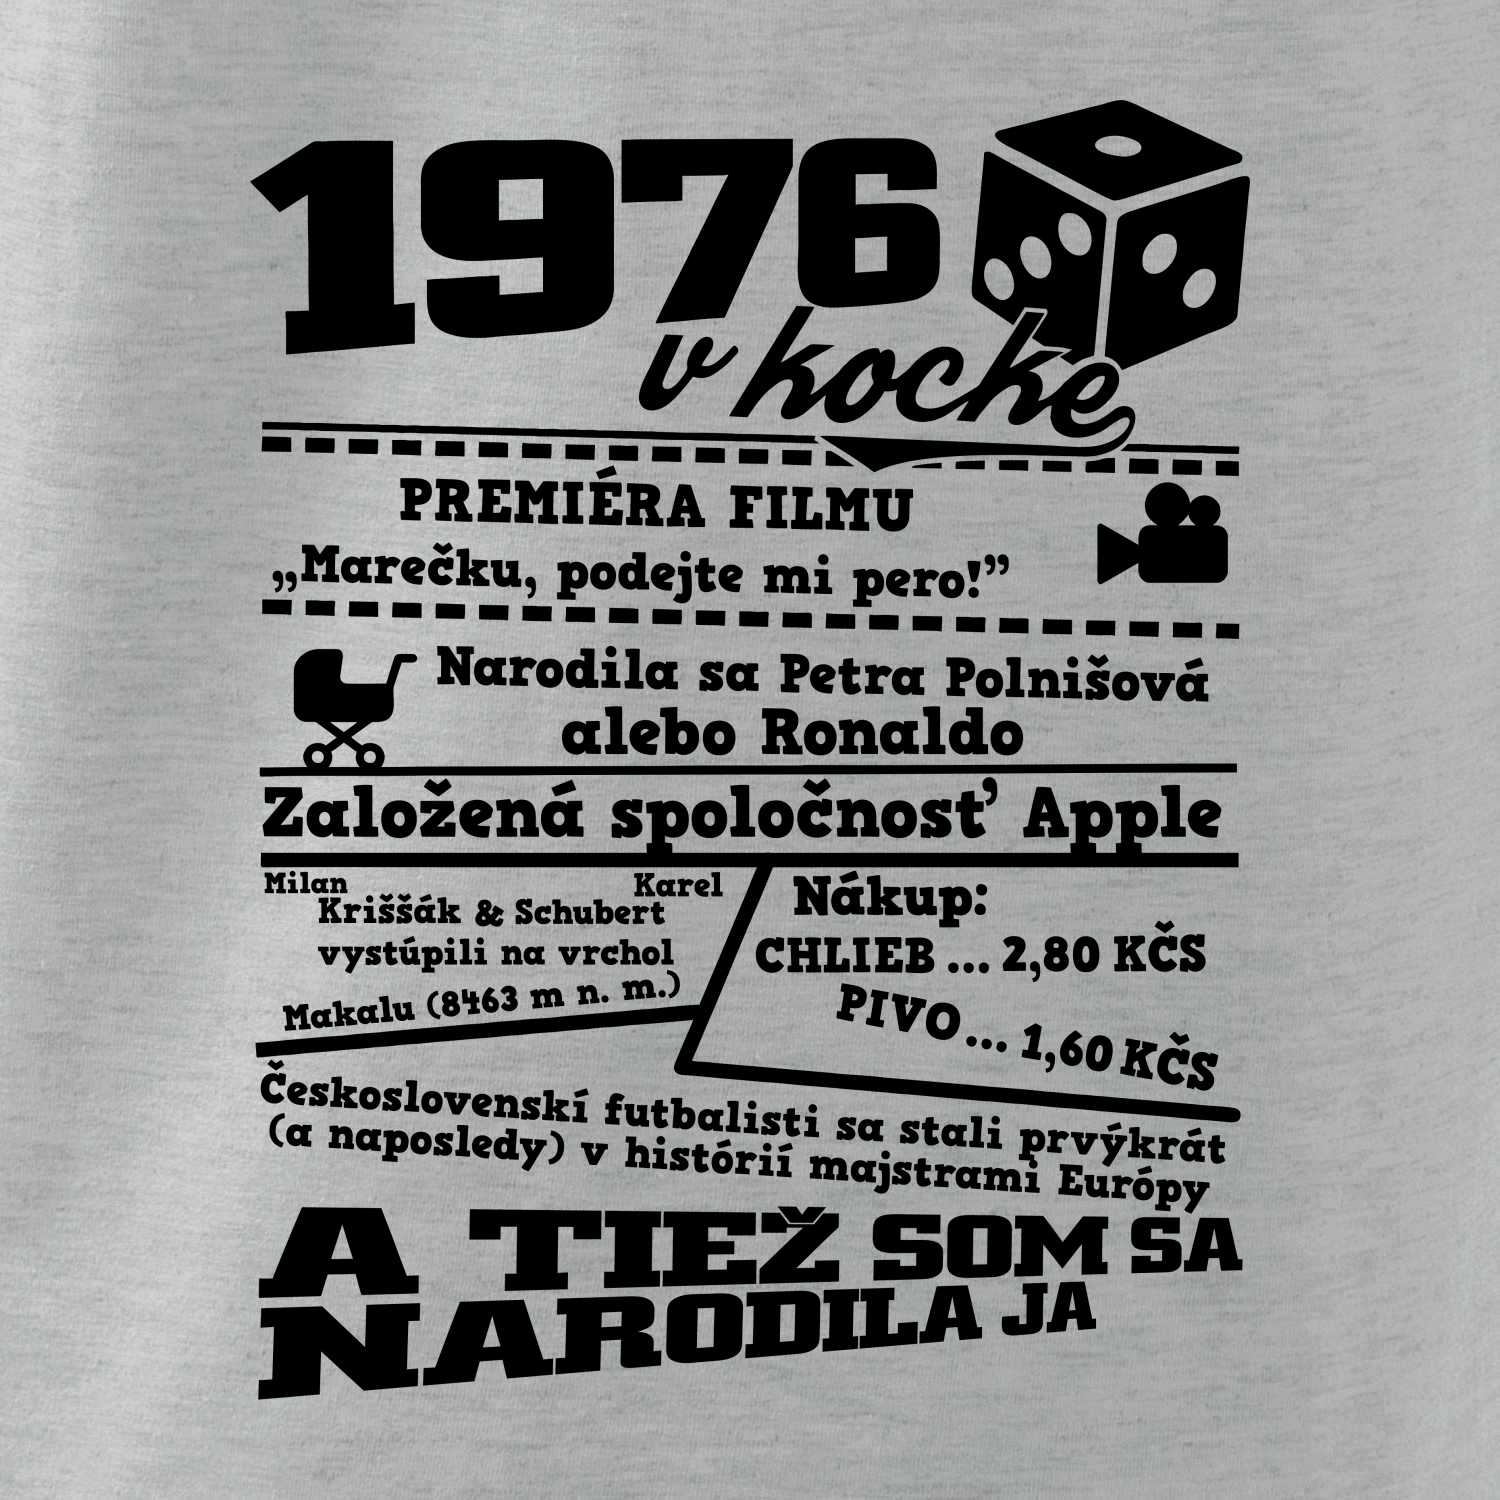 1976
v kocke
PREMIÉRA FILMU
„Marečku, podejte mi pero!”
Narodila sa Petra Polnišová
alebo Ronaldo
Založená spoločnosť Apple
Milan Karel
Kriššák & Schubert
vystúpili na vrchol
Makalu (8463 m n. m.)
Nákup:
CHLIEB ... 2,80 KČS
PIVO ... 1,60 KČS
Československí futbalisti sa stali prvýkrát
(a naposledy) v histórií majstrami Európy
A TIEŽ SOM SA
NARODILA JA